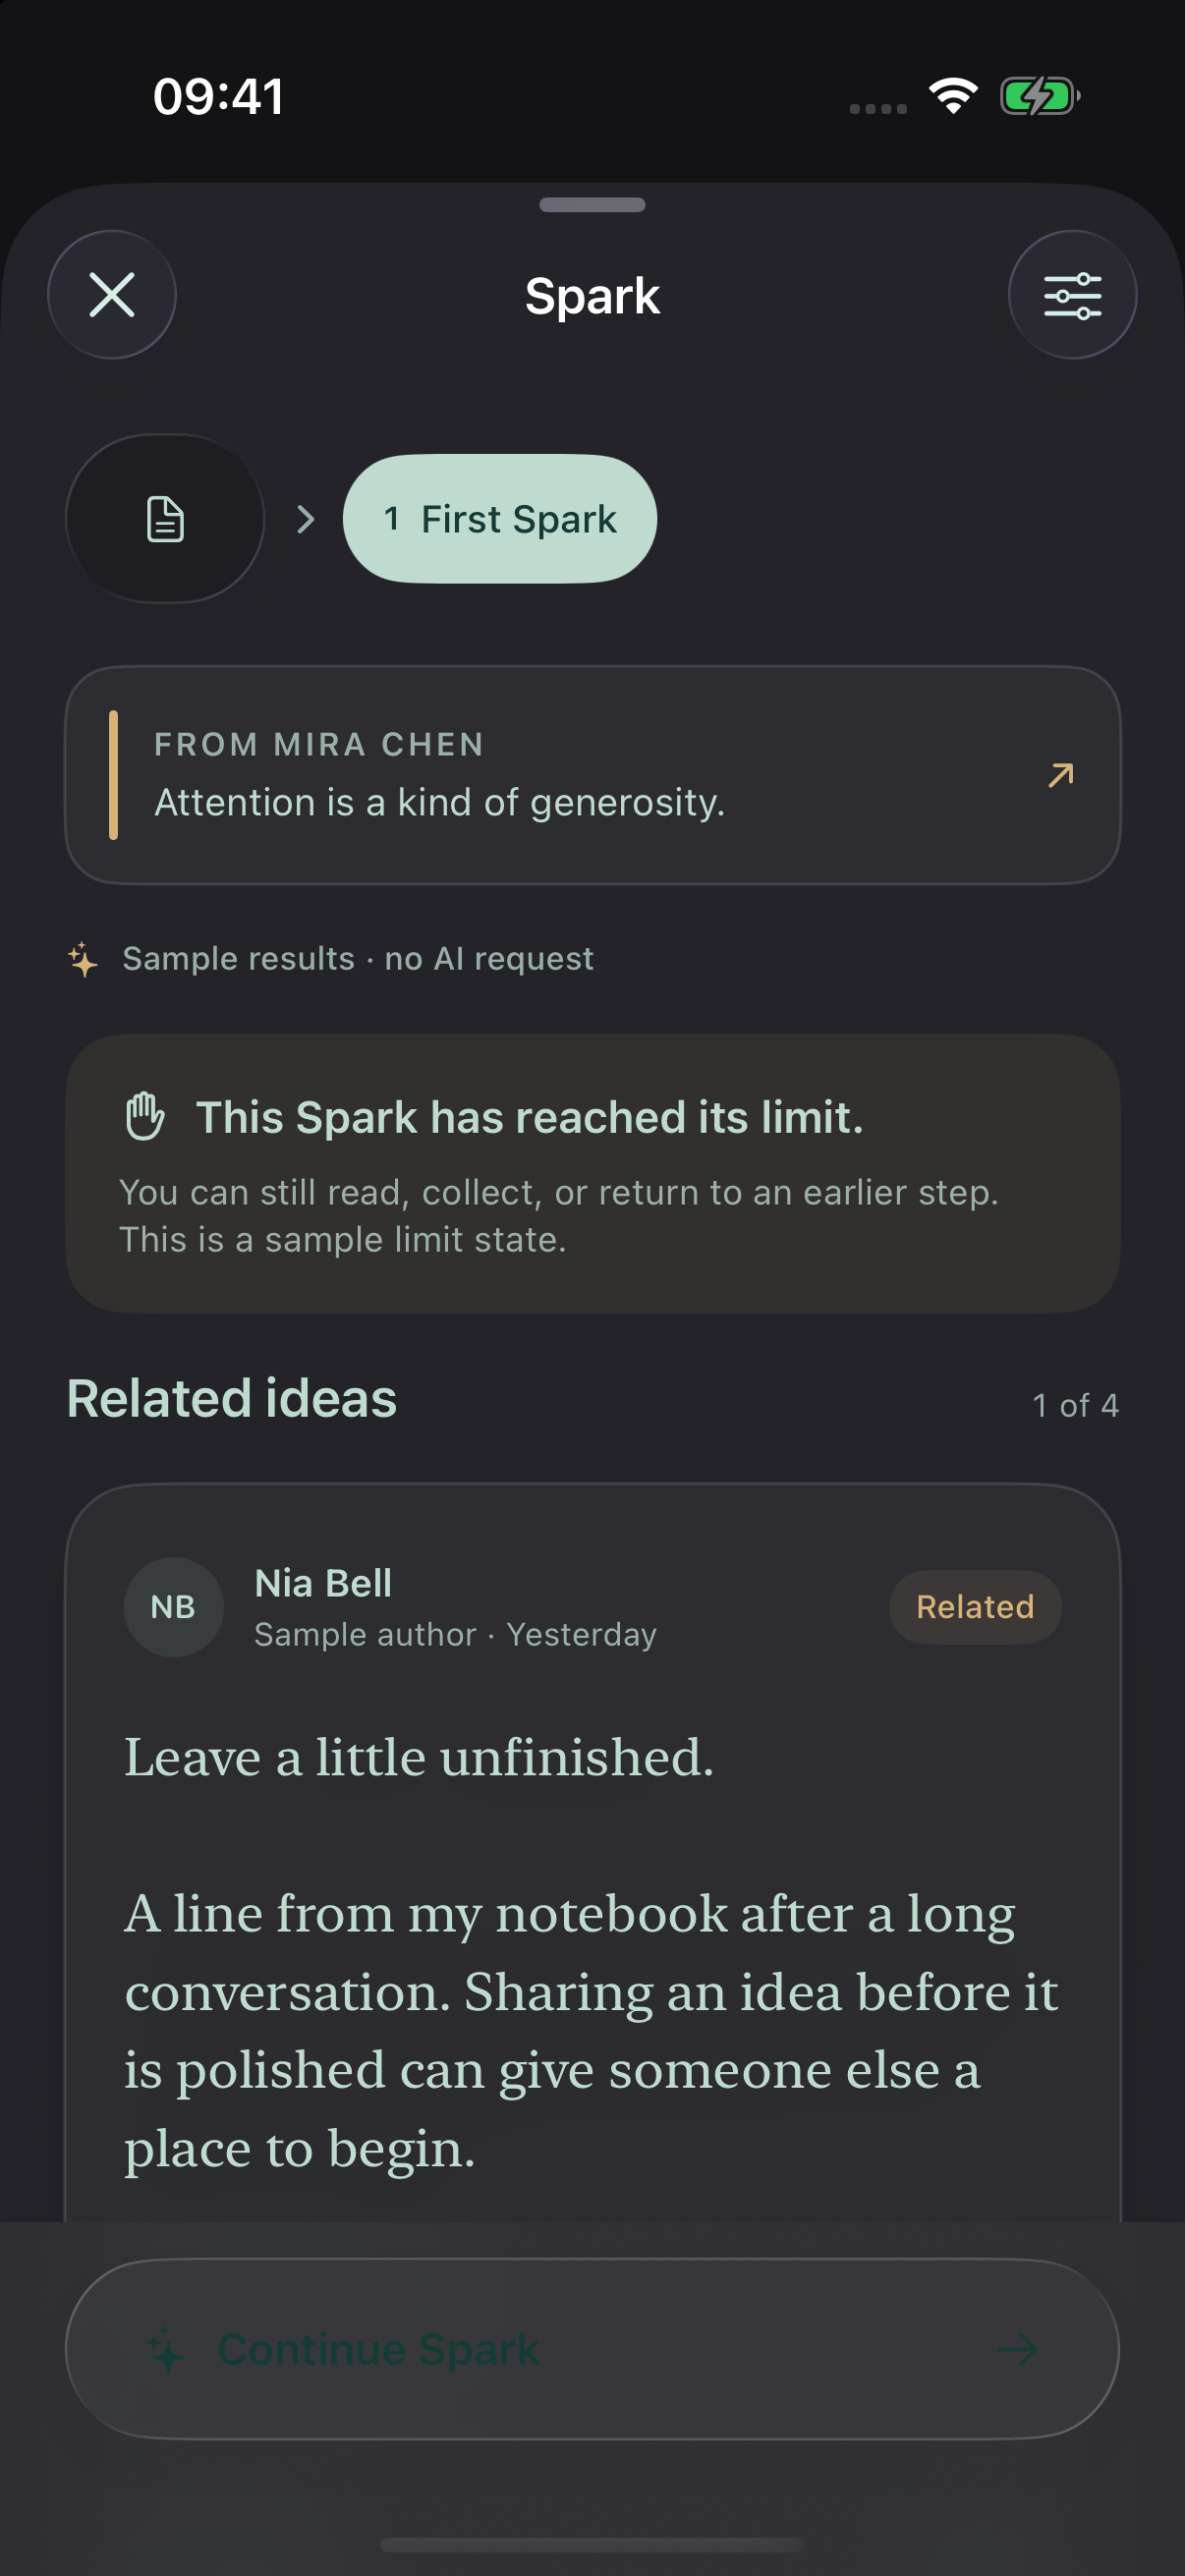 09:41
Spark
1 First Spark
FROM MIRA CHEN
Attention is a kind of generosity.
Sample results · no AI request
This Spark has reached its limit.
You can still read, collect, or return to an earlier step.
This is a sample limit state.
Related ideas
1 of 4
NB
Nia Bell
Sample author · Yesterday
Related
Leave a little unfinished.
A line from my notebook after a long
conversation. Sharing an idea before it
is polished can give someone else a
place to begin.
Continue Spark